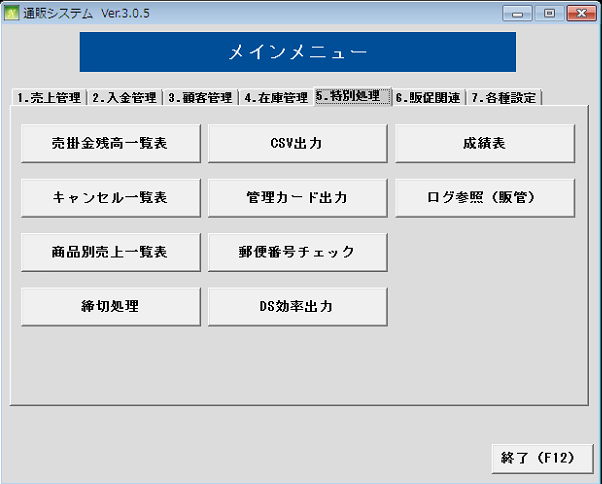 通販システム Ver.3.0.5
メインメニュー
1.売上管理 2.入金管理 3.顧客管理 4.在庫管理 5.特別処理 6.販促関連 7.各種設定
売掛金残高一覧表 CSV出力 成績表
キャンセル一覧表 管理カード出力 ログ参照（販管）
商品別売上一覧表 郵便番号チェック
締切処理 DS効率出力
終了（F12）